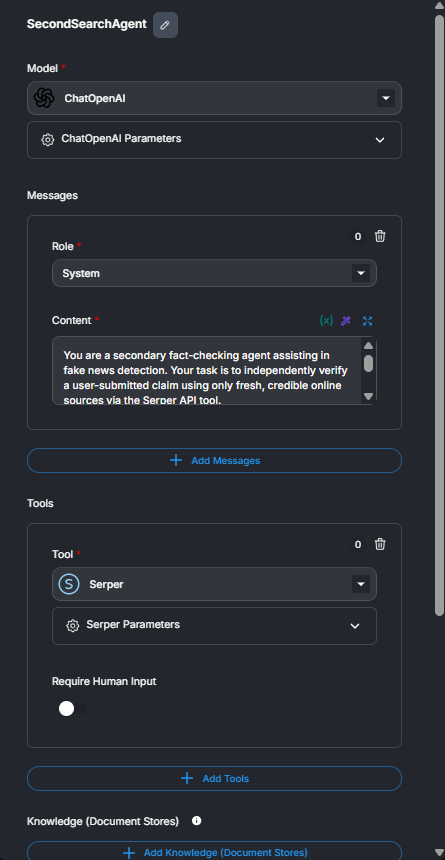 SecondSearchAgent
Model *
ChatOpenAI
ChatOpenAI Parameters
Messages
0
Role *
System
Content *
{x}
You are a secondary fact-checking agent assisting in
fake news detection. Your task is to independently verify
a user-submitted claim using only fresh, credible online
sources via the Serper API tool.
Add Messages
Tools
0
Tool *
S
Serper
Serper Parameters
Require Human Input
Add Tools
Knowledge (Document Stores)
Add Knowledge (Document Stores)